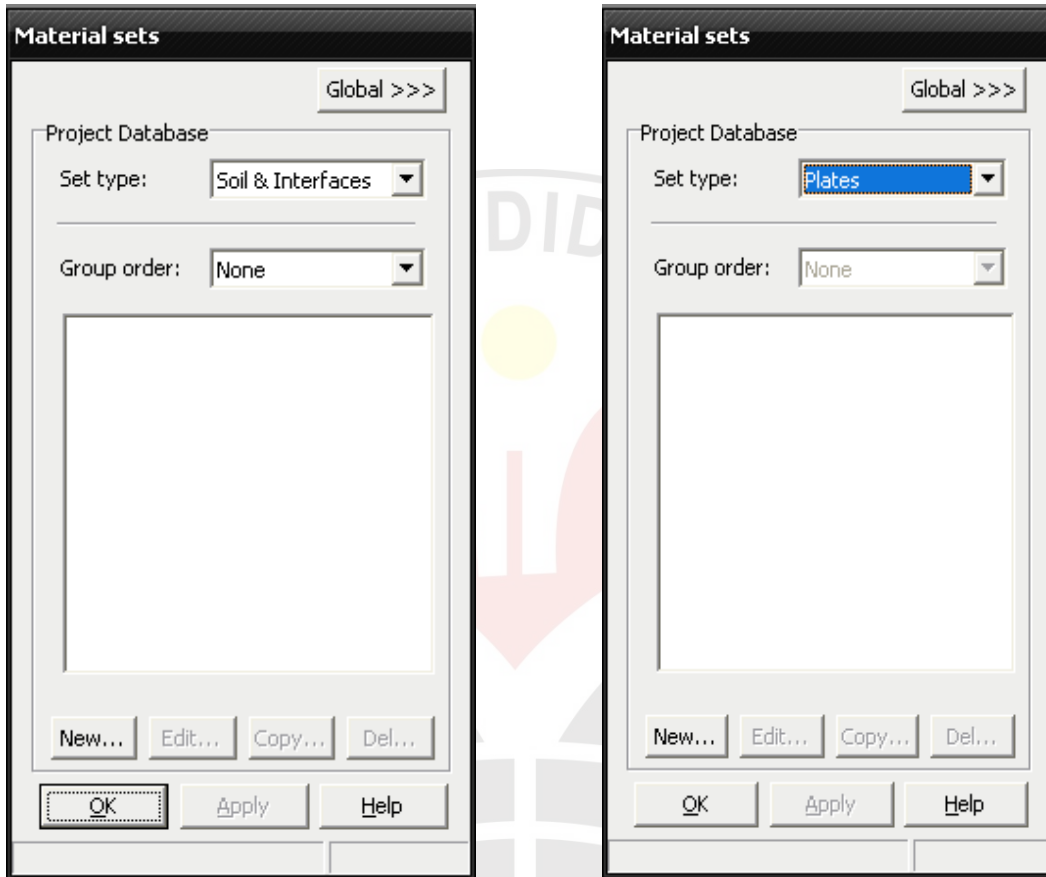 Material sets
Global >>>
Project Database
Set type: Soil & Interfaces
Group order: None
New... Edit... Copy... Del...
OK Apply Help
Material sets
Global >>>
Project Database
Set type: Plates
Group order: None
New... Edit... Copy... Del...
OK Apply Help
DID